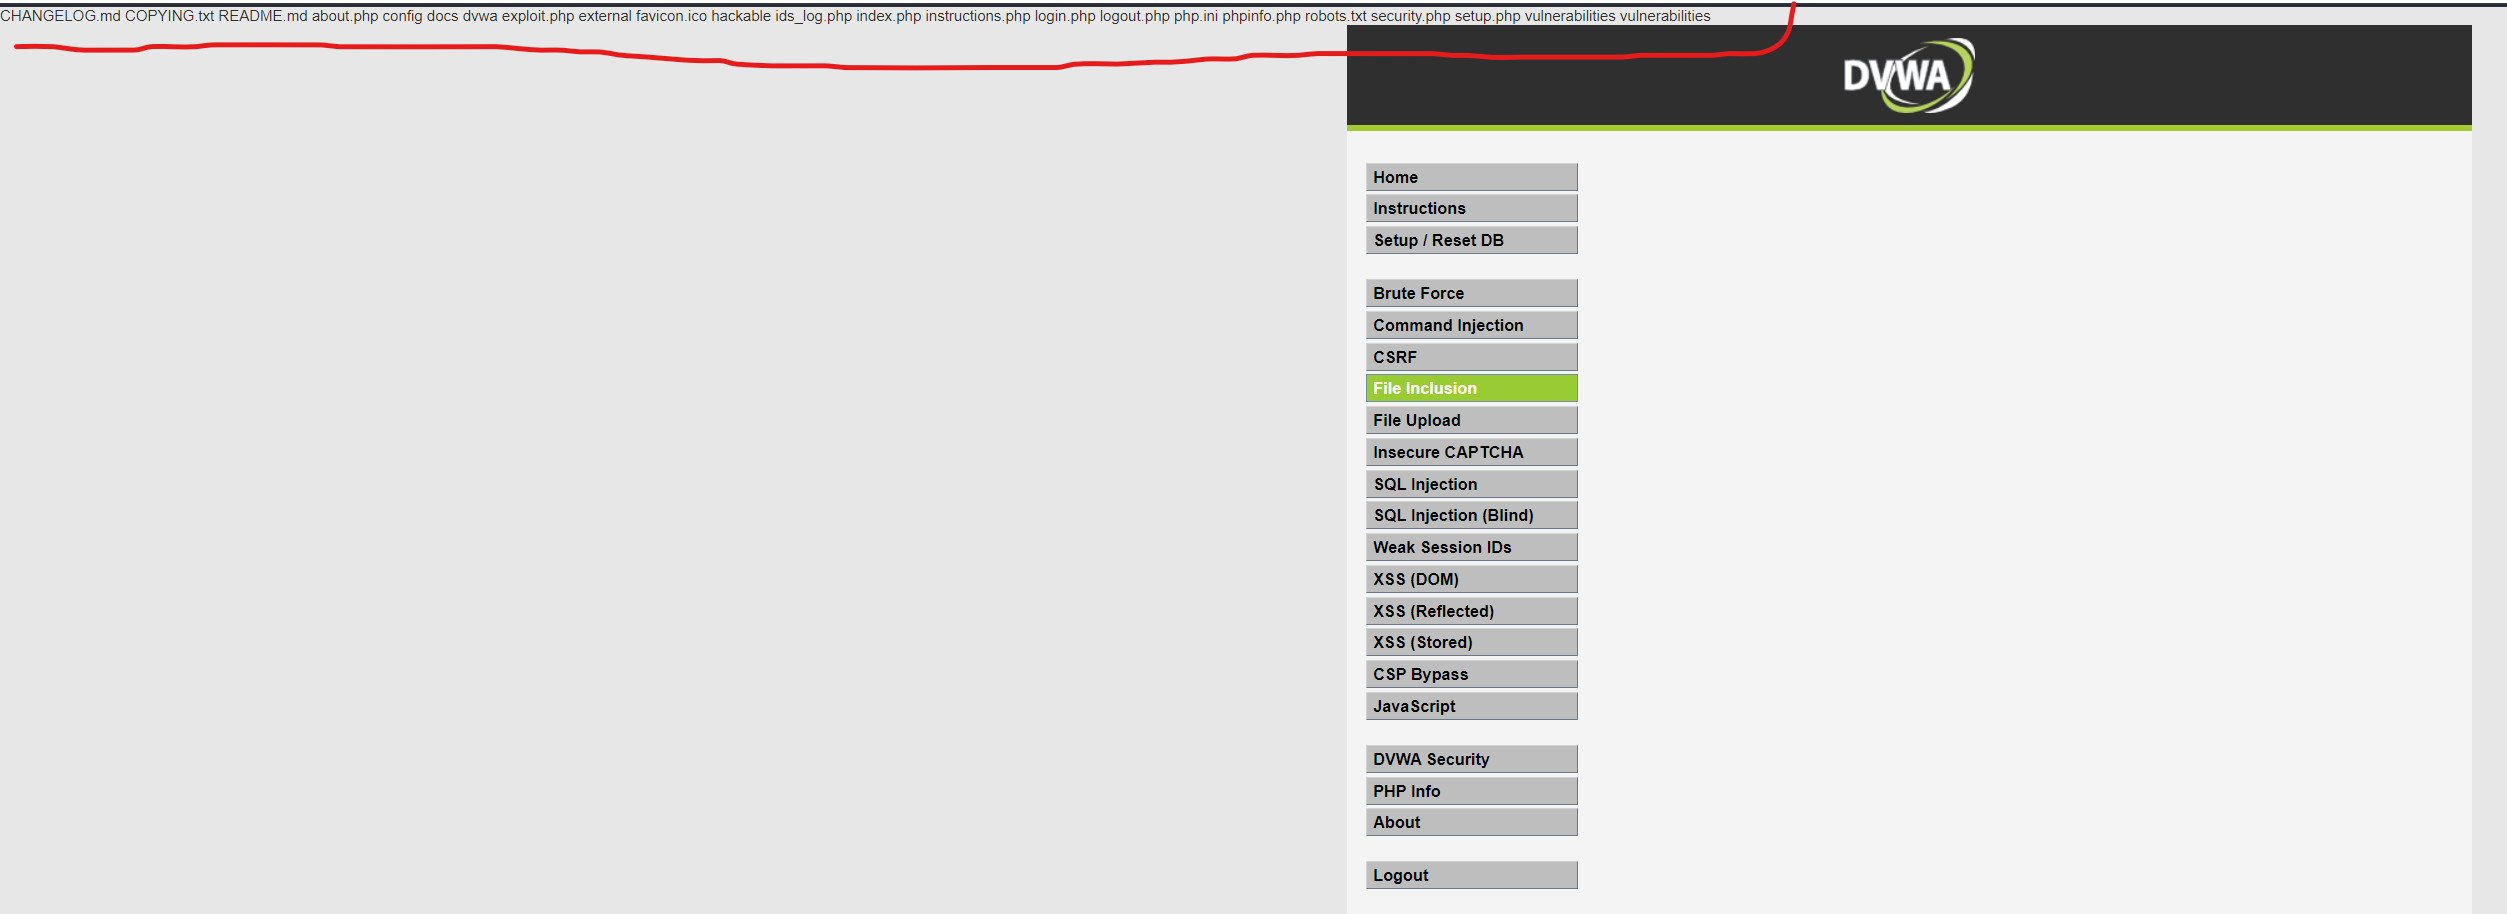 CHANGELOG.md COPYING.txt README.md about.php config docs dvwa exploit.php external favicon.ico hackable ids_log.php index.php instructions.php login.php logout.php php.ini phpinfo.php robots.txt security.php setup.php vulnerabilities vulnerabilities
DVWA
Home
Instructions
Setup / Reset DB
Brute Force
Command Injection
CSRF
File Inclusion
File Upload
Insecure CAPTCHA
SQL Injection
SQL Injection (Blind)
Weak Session IDs
XSS (DOM)
XSS (Reflected)
XSS (Stored)
CSP Bypass
JavaScript
DVWA Security
PHP Info
About
Logout